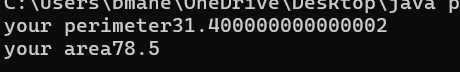 C:\Users\bmane\OneDrive\Desktop\java p
your perimeter31.400000000000002
your area78.5